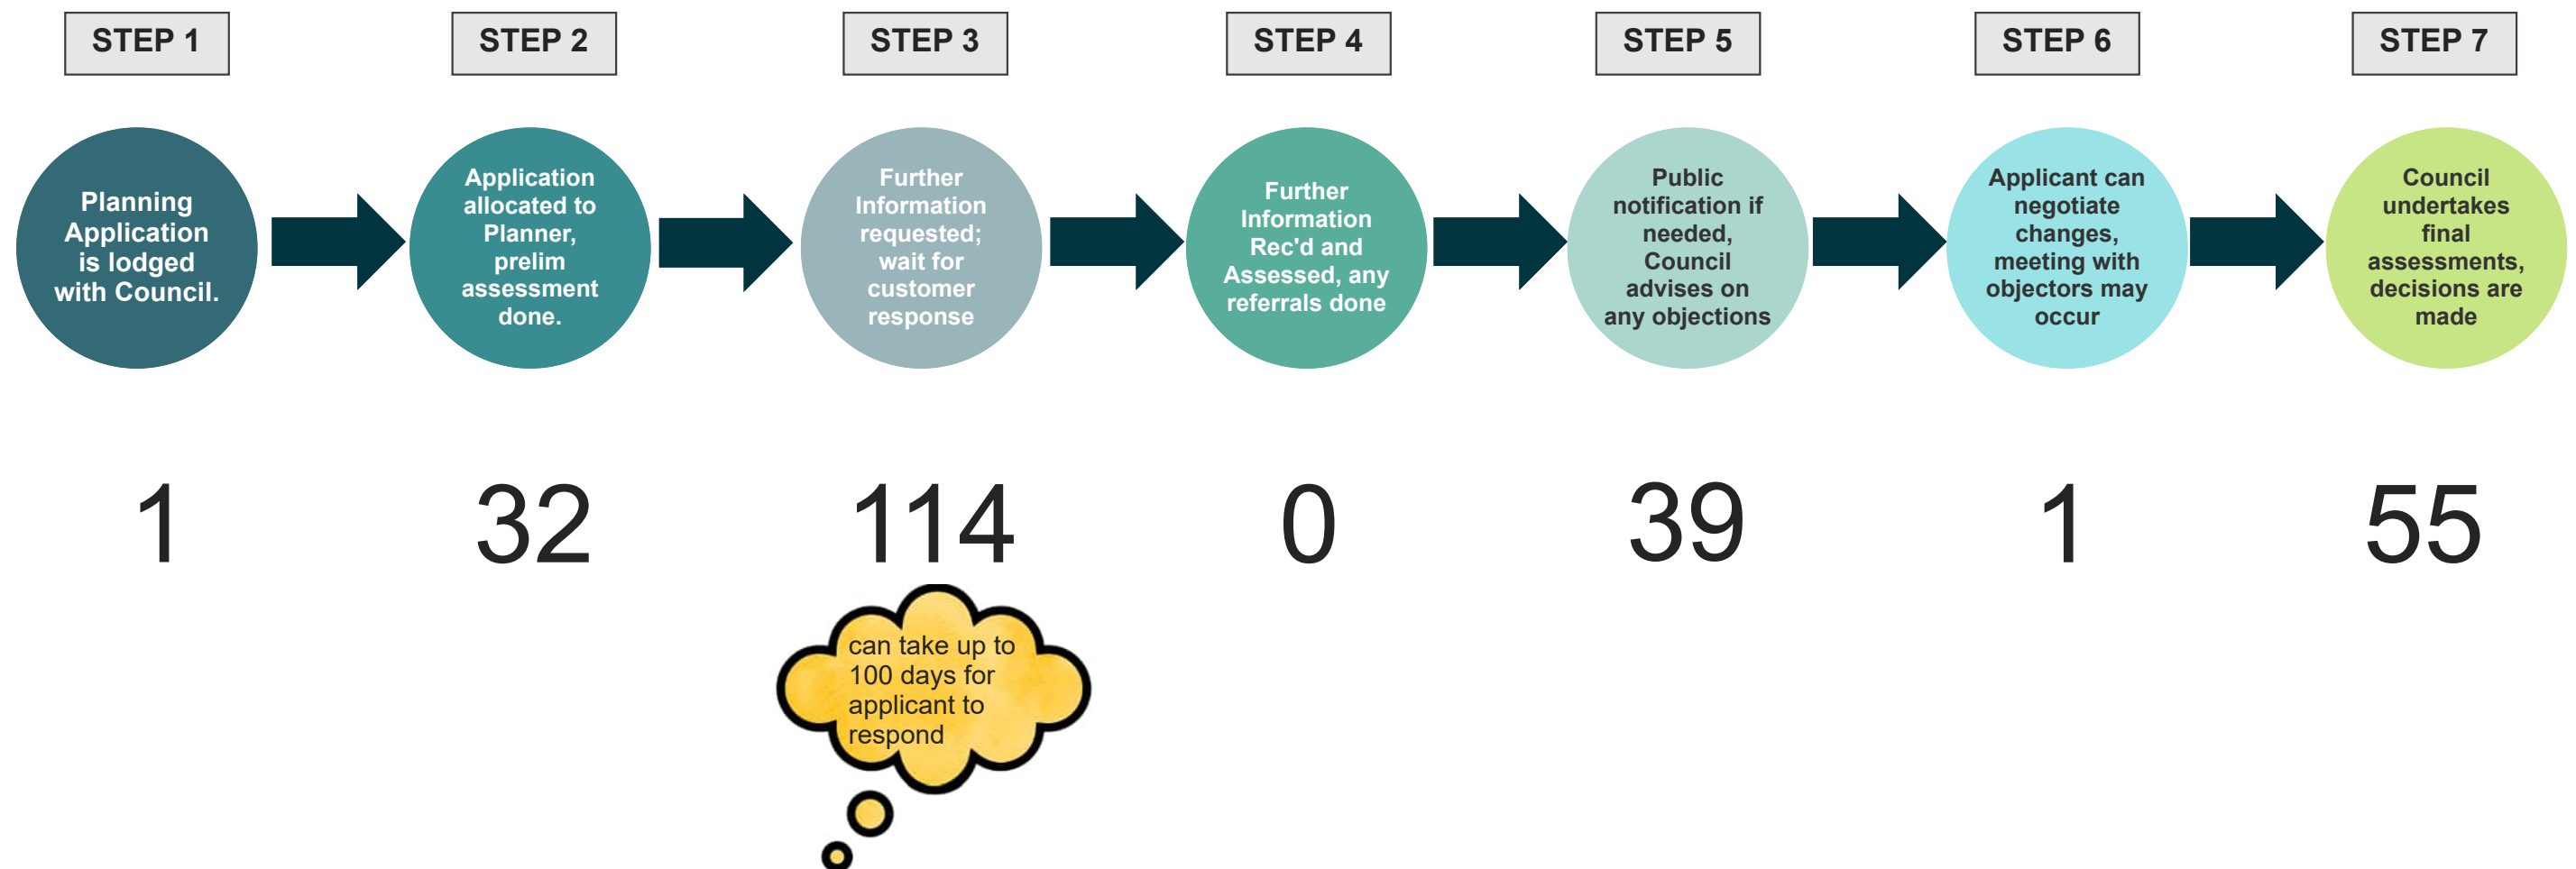 STEP 1
STEP 2
STEP 3
STEP 4
STEP 5
STEP 6
STEP 7
Planning
Application
is lodged
with Council.
Application
allocated to
Planner,
prelim
assessment
done.
Further
Information
requested;
wait for
customer
response
Further
Information
Rec'd and
Assessed, any
referrals done
Public
notification if
needed,
Council
advises on
any objections
Applicant can
negotiate
changes,
meeting with
objectors may
occur
Council
undertakes
final
assessments,
decisions are
made
1
32
114
0
39
1
55
can take up to
100 days for
applicant to
respond